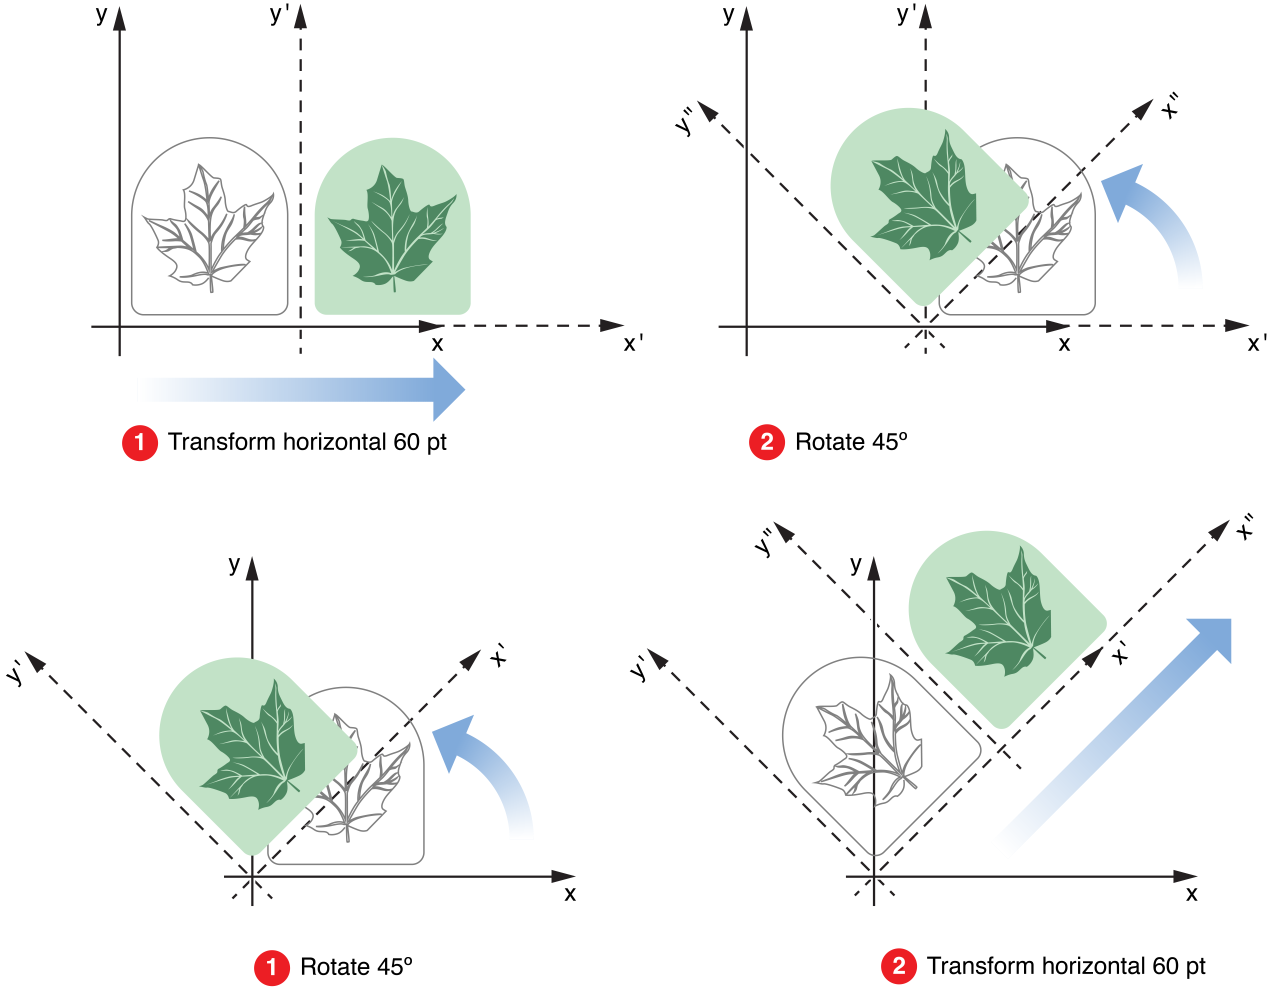 y
y'
x
x'
1 Transform horizontal 60 pt
y
y'
y"
x"
x
x'
2 Rotate 45º
y
y'
x'
x
1 Rotate 45º
y"
y
x"
y'
x'
x
2 Transform horizontal 60 pt